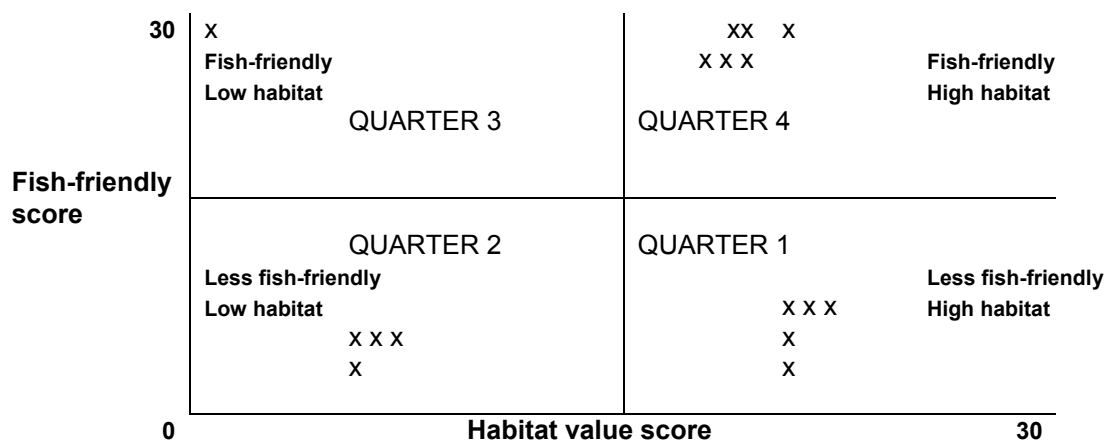 30 x xx x
Fish-friendly x x x Fish-friendly
Low habitat High habitat
QUARTER 3 QUARTER 4
Fish-friendly
score
QUARTER 2 QUARTER 1
Less fish-friendly Less fish-friendly
Low habitat x x x High habitat
x x x x
x x
0 Habitat value score 30